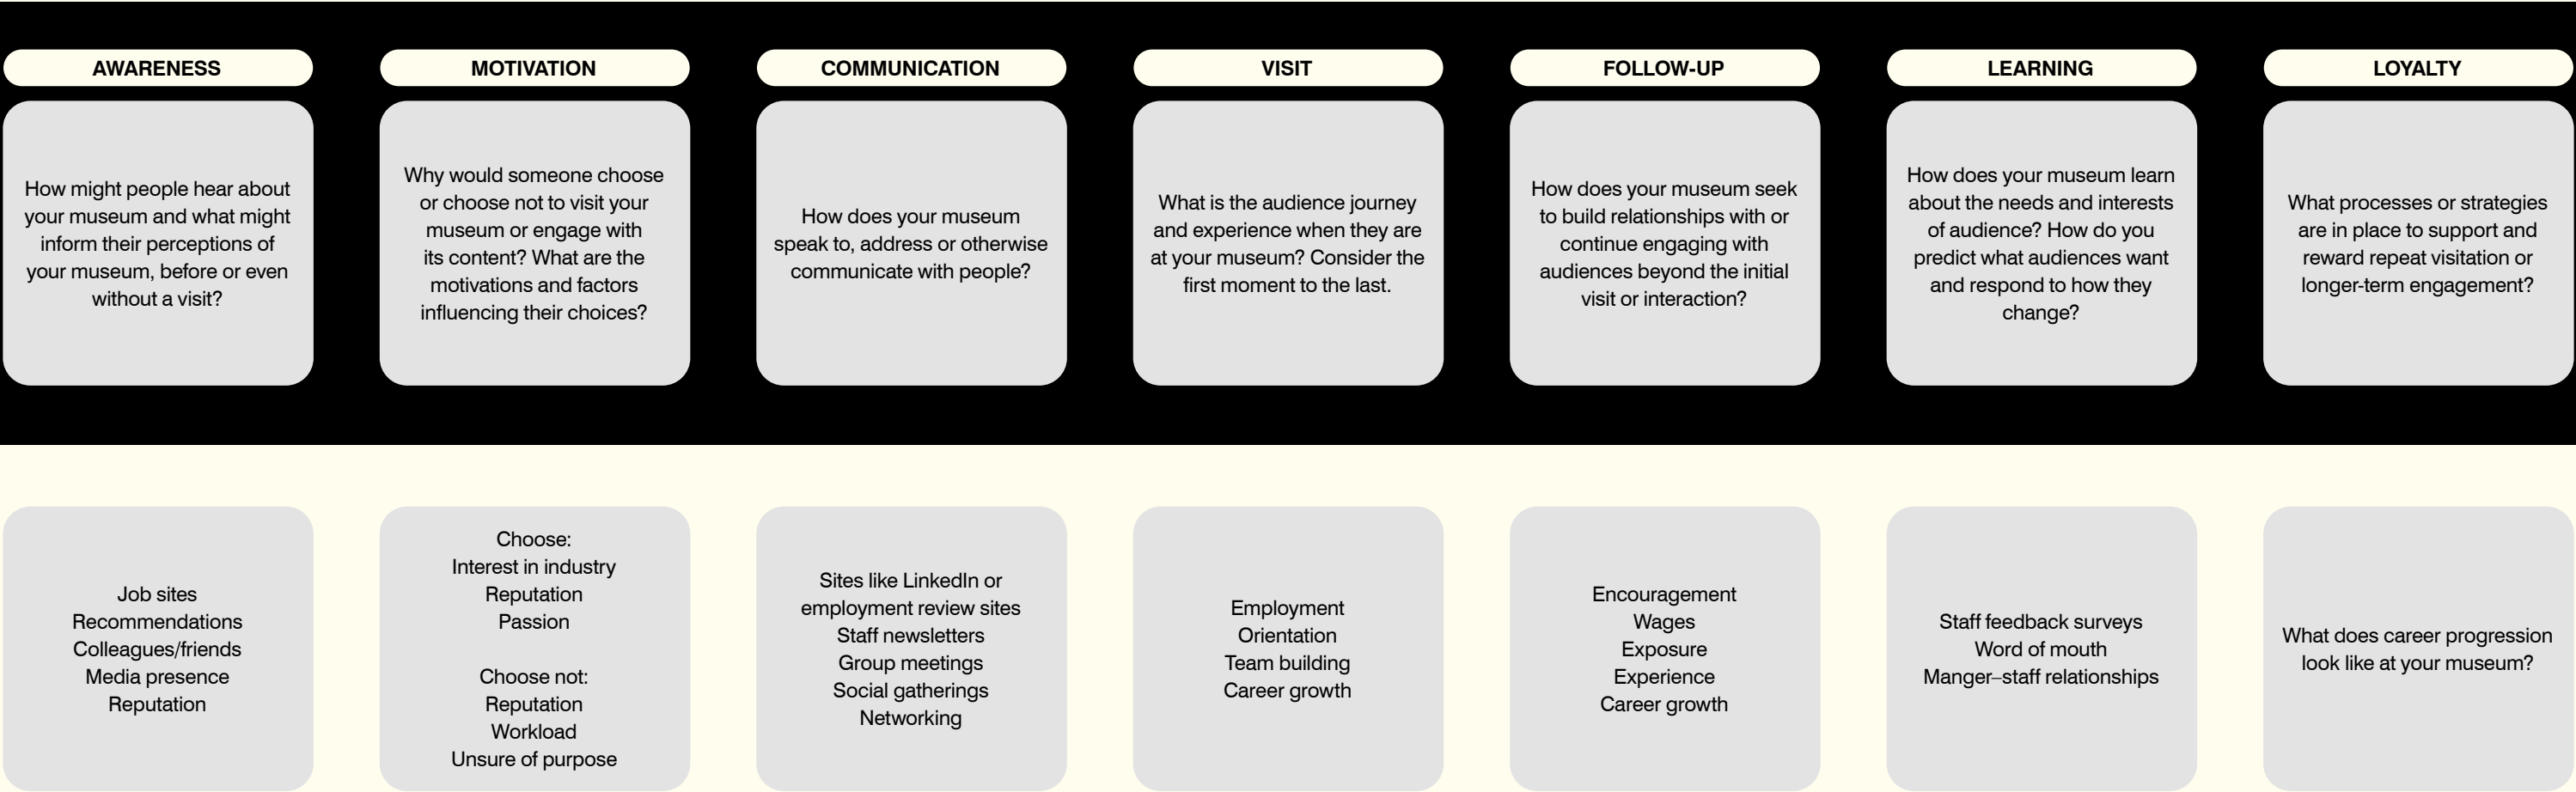 AWARENESS
MOTIVATION
COMMUNICATION
VISIT
FOLLOW-UP
LEARNING
LOYALTY
How might people hear about
your museum and what might
inform their perceptions of
your museum, before or even
without a visit?
Why would someone choose
or choose not to visit your
museum or engage with
its content? What are the
motivations and factors
influencing their choices?
How does your museum
speak to, address or otherwise
communicate with people?
What is the audience journey
and experience when they are
at your museum? Consider the
first moment to the last.
How does your museum seek
to build relationships with or
continue engaging with
audiences beyond the initial
visit or interaction?
How does your museum learn
about the needs and interests
of audience? How do you
predict what audiences want
and respond to how they
change?
What processes or strategies
are in place to support and
reward repeat visitation or
longer-term engagement?
Job sites
Recommendations
Colleagues/friends
Media presence
Reputation
Choose:
Interest in industry
Reputation
Passion
Choose not:
Reputation
Workload
Unsure of purpose
Sites like LinkedIn or
employment review sites
Staff newsletters
Group meetings
Social gatherings
Networking
Employment
Orientation
Team building
Career growth
Encouragement
Wages
Exposure
Experience
Career growth
Staff feedback surveys
Word of mouth
Manger–staff relationships
What does career progression
look like at your museum?